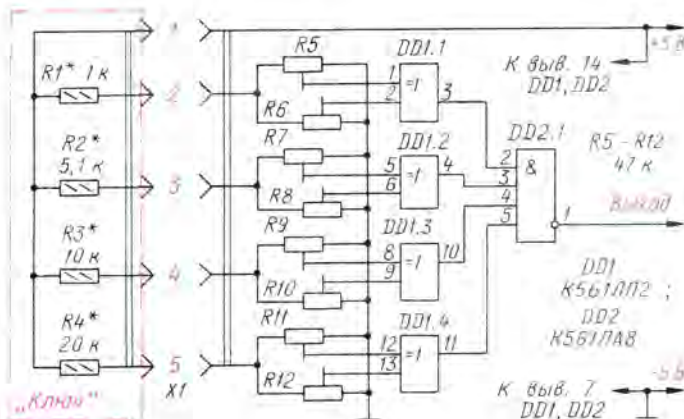 1
+5 В
R1* 1 к
2
R2*
5,1 к
3
R3*
10 к
4
R4*
20 к
5
X1
„Ключ"
R5
R6
R7
R8
R9
R10
R11
R12
DD1.1
1
2
=1
3
DD1.2
5
6
=1
4
DD1.3
8
9
=1
10
DD1.4
12
13
=1
11
DD2.1
2
3
4
5
&
1
К выв. 14
DD1, DD2
R5 – R12
47 к
Выход
DD1
К561ЛП2 ;
DD2
К561ЛА8
К выв. 7
DD1, DD2